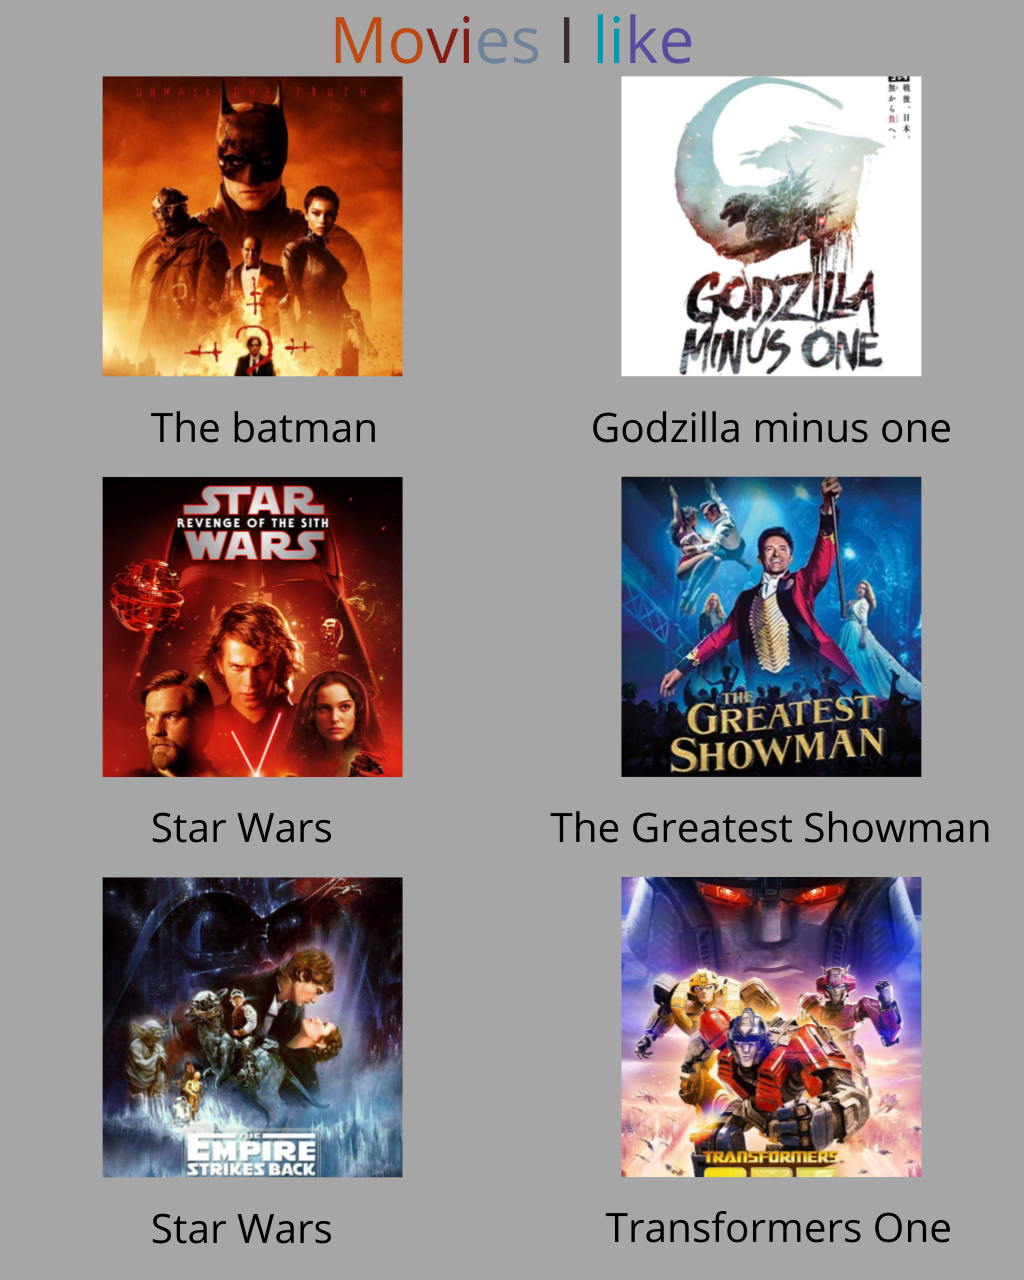 Movies I like
UNMASK THE TRUTH
戦後、日本。
無から負へ。
GODZILLA
MINUS ONE
The batman
Godzilla minus one
STAR
REVENGE OF THE SITH
WARS
THE
GREATEST
SHOWMAN
Star Wars
The Greatest Showman
THE
EMPIRE
STRIKES BACK
TRANSFORMERS
Star Wars
Transformers One